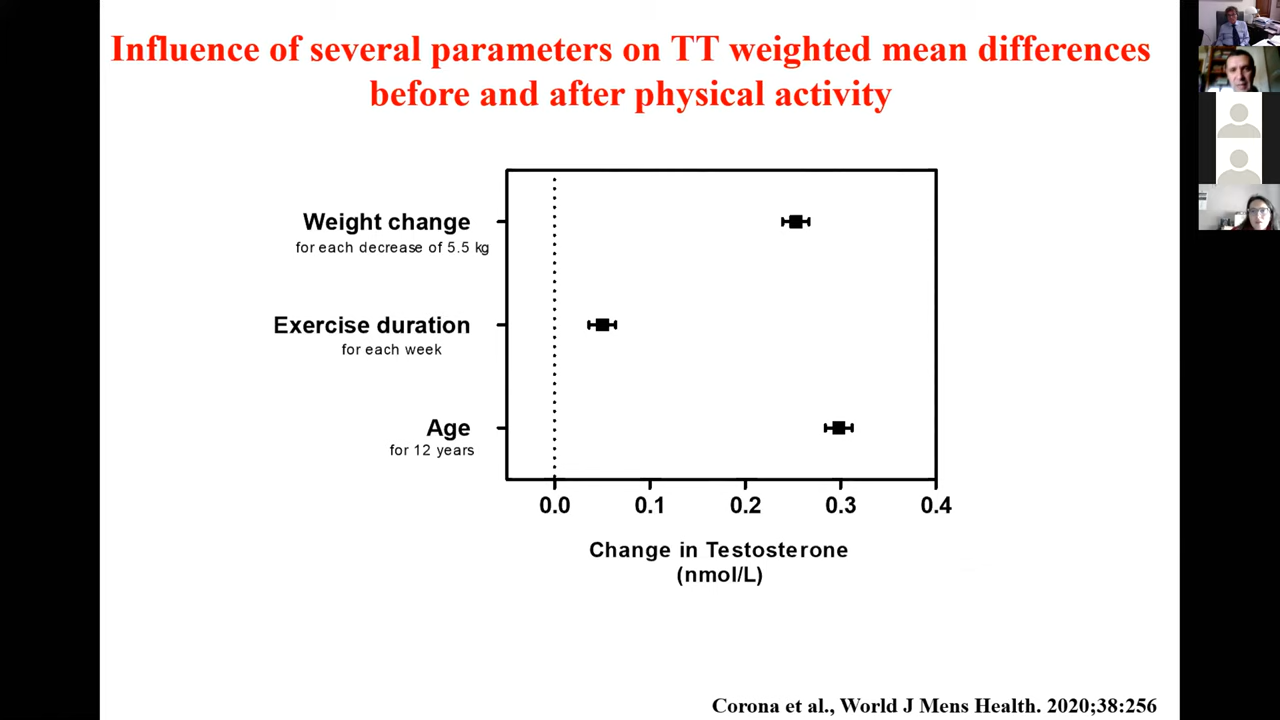 Influence of several parameters on TT weighted mean differences
before and after physical activity
Weight change
for each decrease of 5.5 kg
Exercise duration
for each week
Age
for 12 years
0.0 0.1 0.2 0.3 0.4
Change in Testosterone
(nmol/L)
Corona et al., World J Mens Health. 2020;38:256